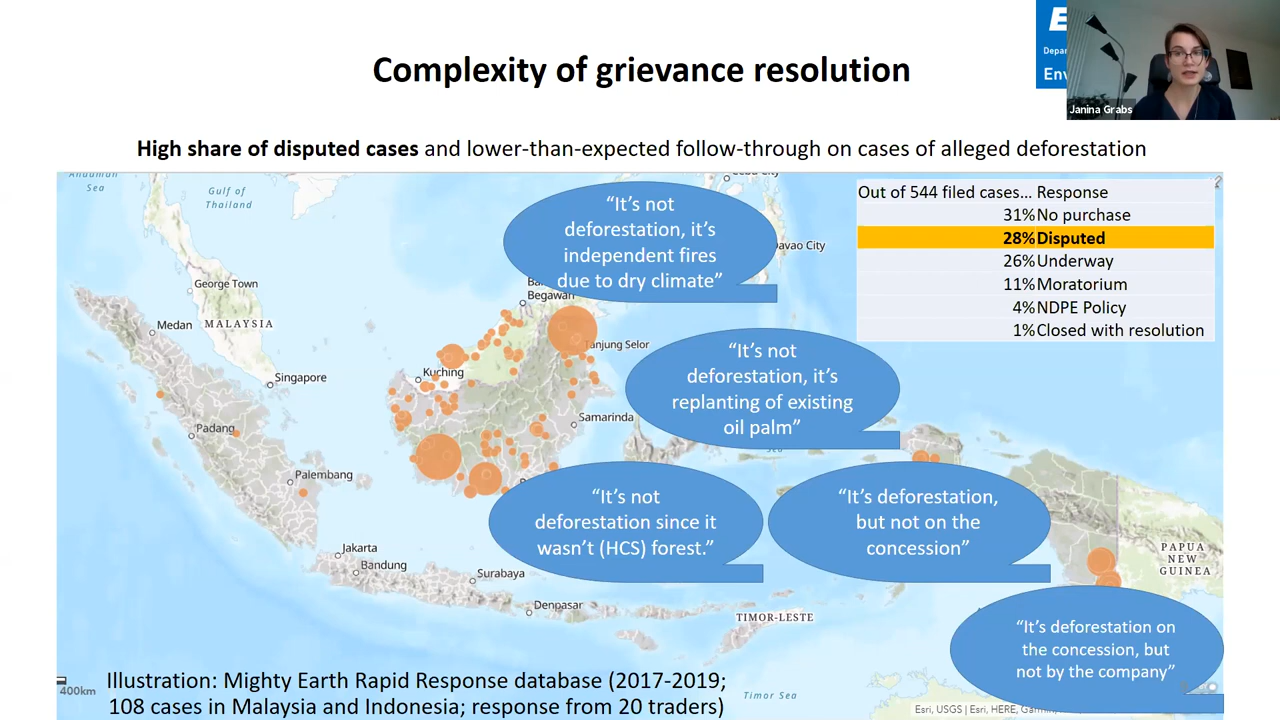 Complexity of grievance resolution
Janina Grabs
High share of disputed cases and lower-than-expected follow-through on cases of alleged deforestation
Out of 544 filed cases... Response
31% No purchase
28% Disputed
26% Underway
11% Moratorium
4% NDPE Policy
1% Closed with resolution
“It’s not
deforestation, it’s
independent fires
due to dry climate”
“It’s not
deforestation, it’s
replanting of existing
oil palm”
“It’s not
deforestation since it
wasn’t (HCS) forest.”
“It’s deforestation,
but not on the
concession”
“It’s deforestation on
the concession, but
not by the company”
Andaman
Sea
Gulf of
Thailand
George Town
MALAYSIA
Medan
Singapore
Padang
Palembang
Jakarta
Bandung
Surabaya
Denpasar
Kuching
Begawan
Tanjung Selor
Samarinda
Davao City
TIMOR-LESTE
Timor Sea
PAPUA
NEW
GUINEA
400km
Esri, USGS | Esri, HERE, Garmin,
Illustration: Mighty Earth Rapid Response database (2017-2019;
108 cases in Malaysia and Indonesia; response from 20 traders)